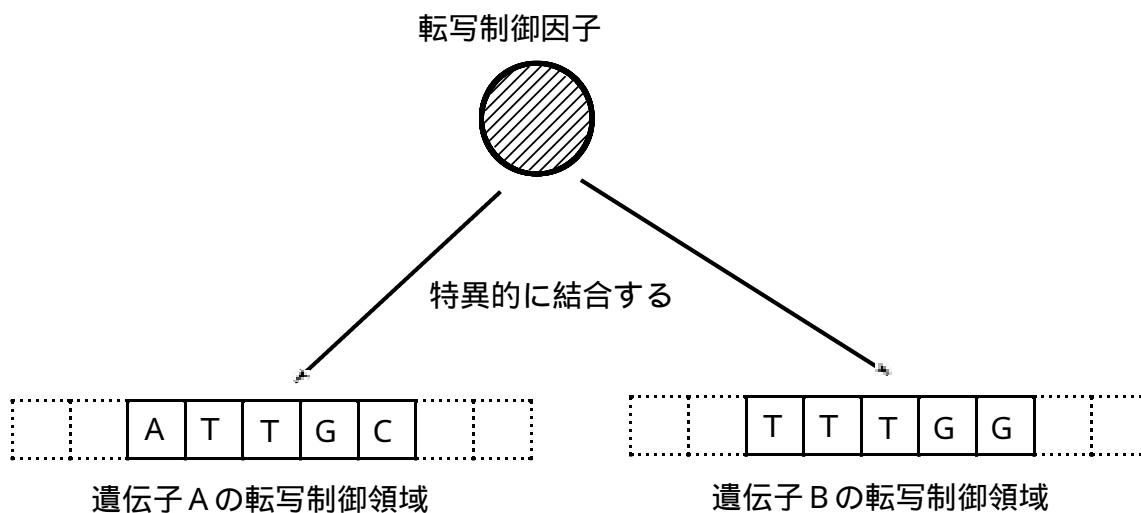 転写制御因子
特異的に結合する
A T T G C
T T T G G
遺伝子Aの転写制御領域
遺伝子Bの転写制御領域